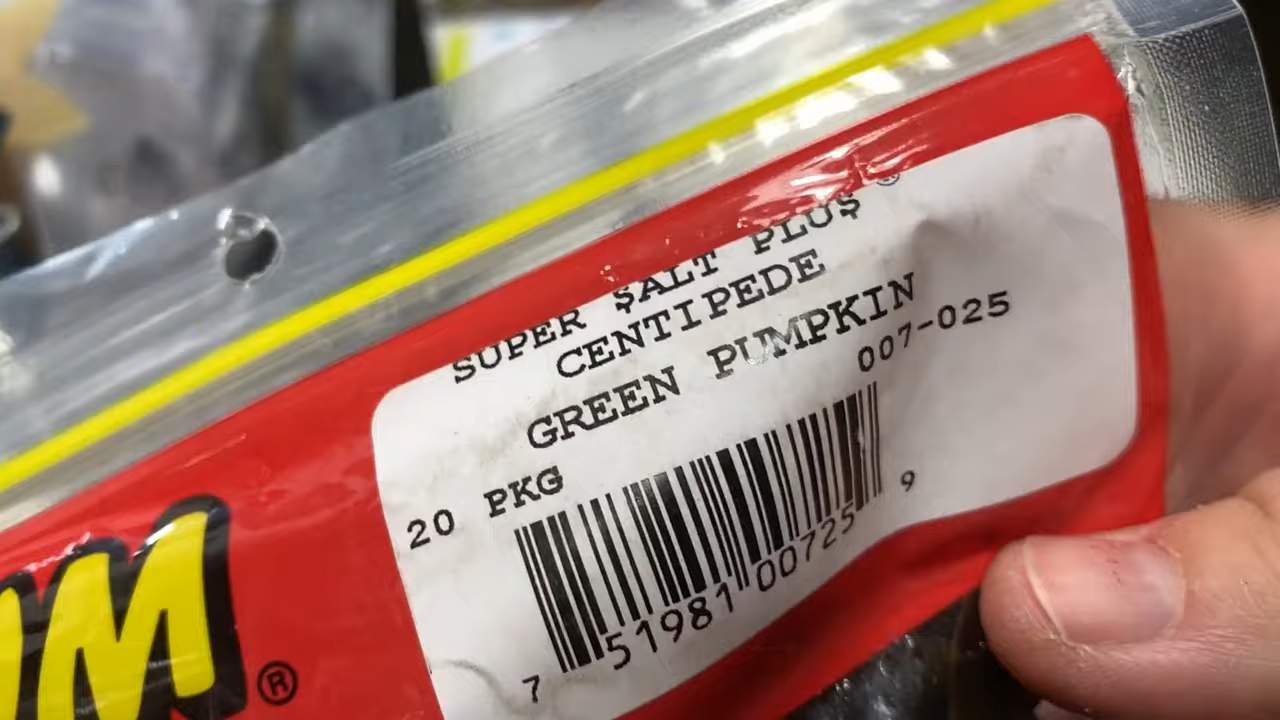 SUPER $ALT PLU$ ®
CENTIPEDE
GREEN PUMPKIN
007-025
20 PKG
7 51981 00725 9
M®